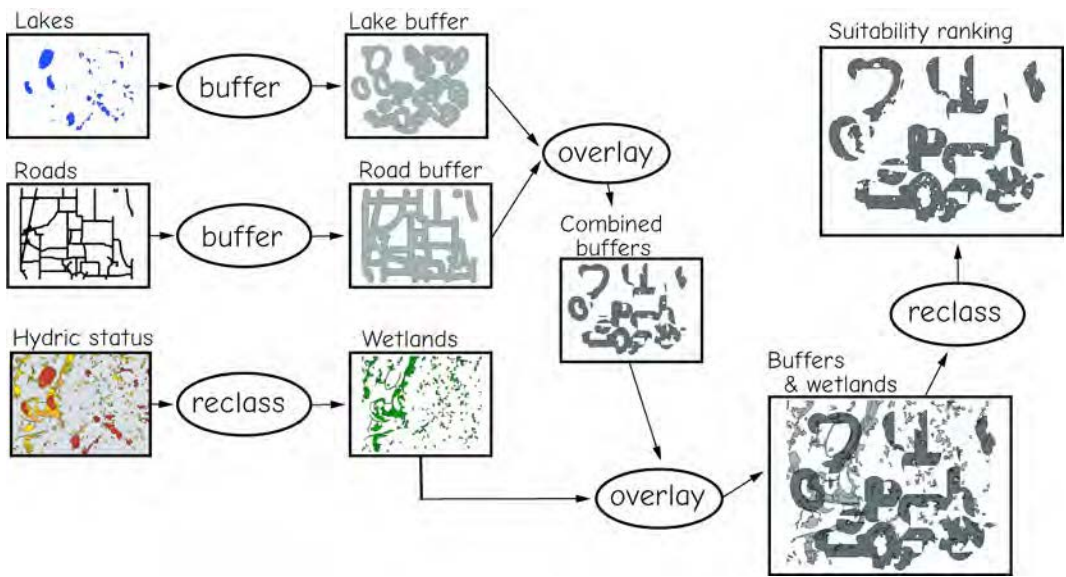 Lakes
buffer
Lake buffer
Suitability ranking
overlay
Roads
buffer
Road buffer
Combined
buffers
reclass
Hydric status
reclass
Wetlands
Buffers
& wetlands
overlay